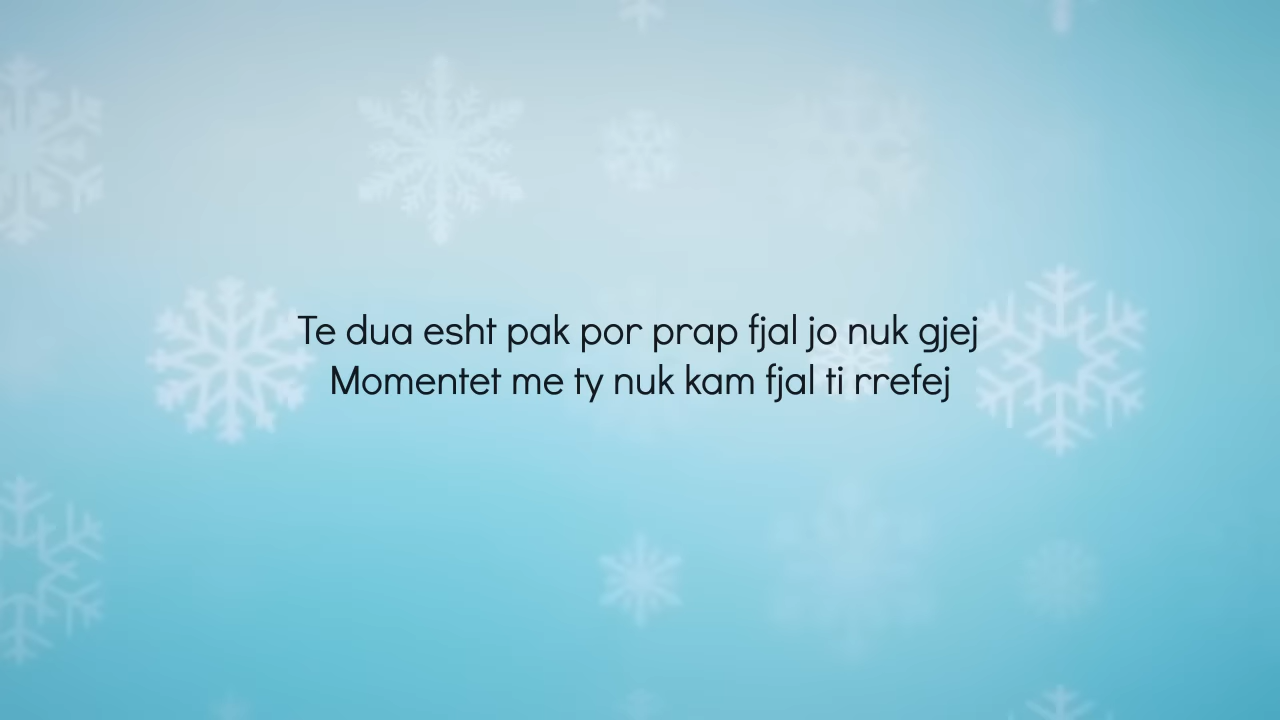 Te dua esht pak por prap fjal jo nuk gjej
Momentet me ty nuk kam fjal ti rrefej